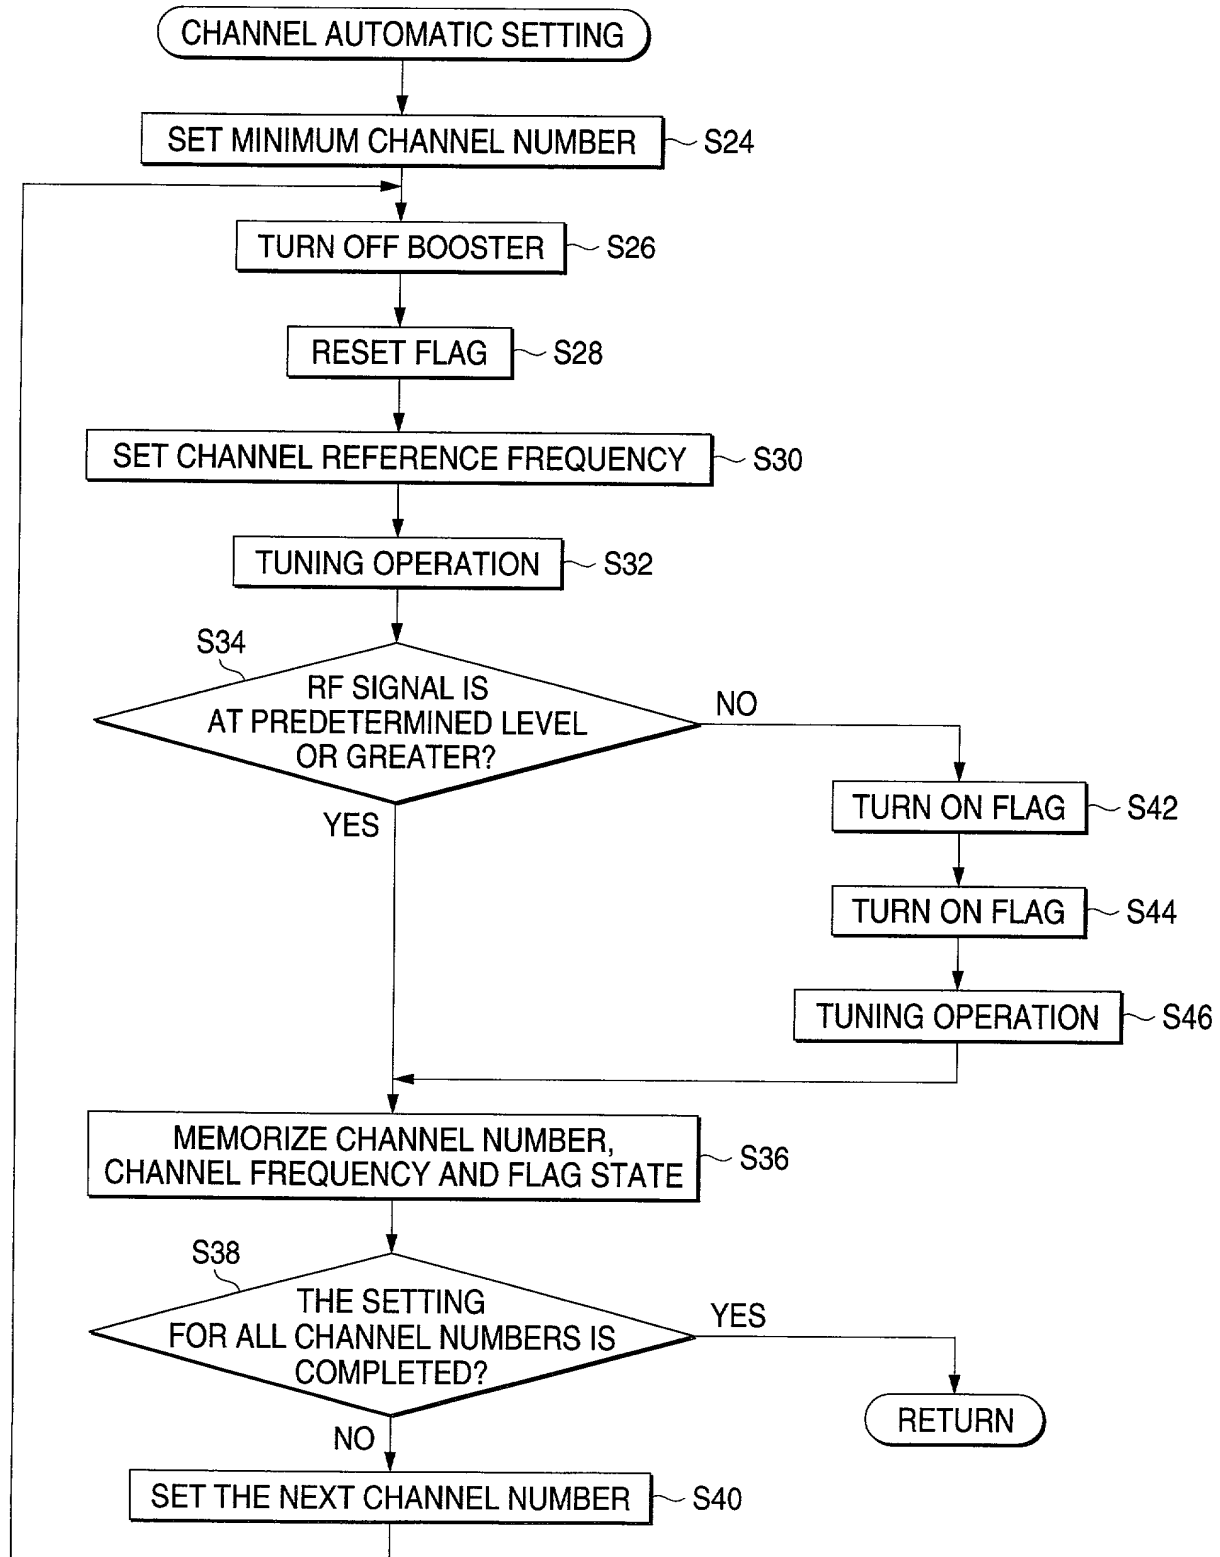 CHANNEL AUTOMATIC SETTING
SET MINIMUM CHANNEL NUMBER
S24
TURN OFF BOOSTER
S26
RESET FLAG
S28
SET CHANNEL REFERENCE FREQUENCY
S30
TUNING OPERATION
S32
S34
RF SIGNAL IS
AT PREDETERMINED LEVEL
OR GREATER?
NO
YES
TURN ON FLAG
S42
TURN ON FLAG
S44
TUNING OPERATION
S46
MEMORIZE CHANNEL NUMBER,
CHANNEL FREQUENCY AND FLAG STATE
S36
S38
THE SETTING
FOR ALL CHANNEL NUMBERS IS
COMPLETED?
YES
RETURN
NO
SET THE NEXT CHANNEL NUMBER
S40